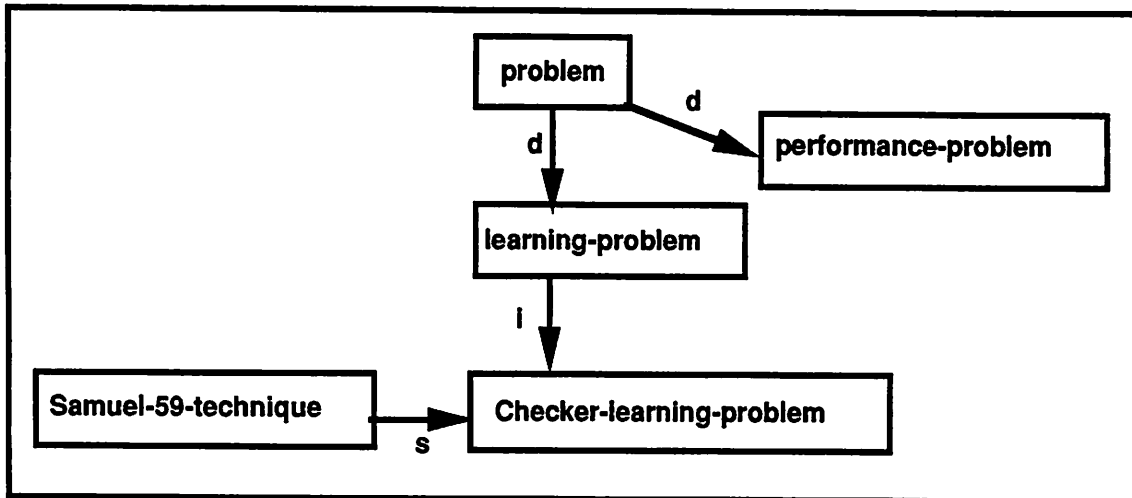 problem
d
performance-problem
d
learning-problem
i
Samuel-59-technique
s
Checker-learning-problem